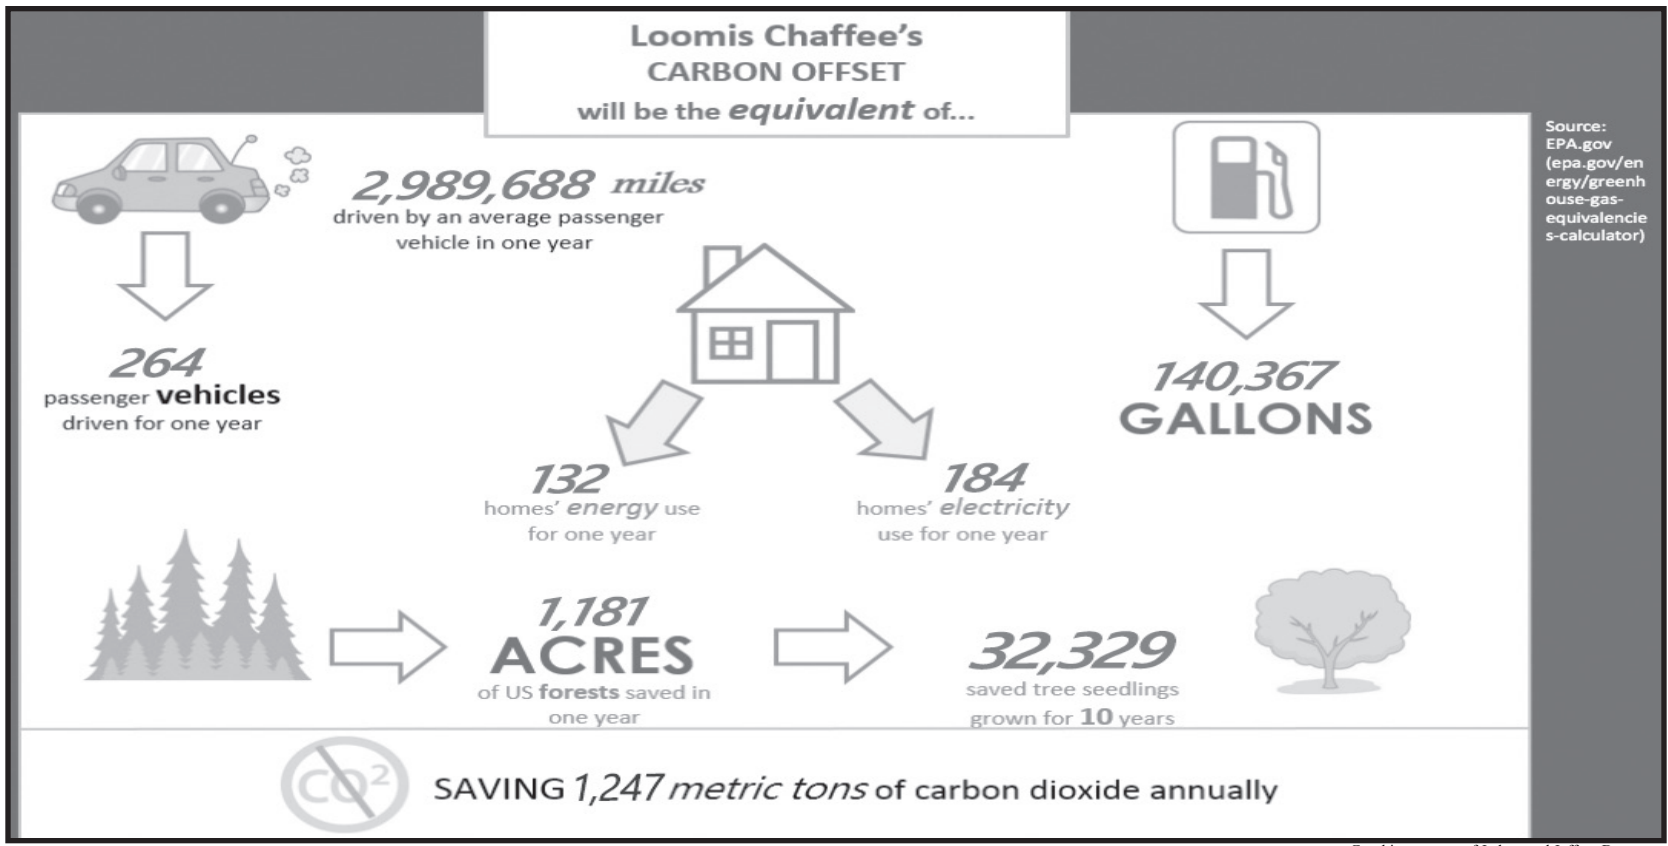 Loomis Chaffee's
CARBON OFFSET
will be the equivalent of...
2,989,688 miles
driven by an average passenger
vehicle in one year
264
passenger vehicles
driven for one year
132
homes' energy use
for one year
184
homes' electricity
use for one year
140,367
GALLONS
Source:
EPA.gov
(epa.gov/en
ergy/greenh
ouse-gas-
equivalencie
s-calculator)
1,181
ACRES
of US forests saved in
one year
32,329
saved tree seedlings
grown for 10 years
CO²
SAVING 1,247 metric tons of carbon dioxide annually